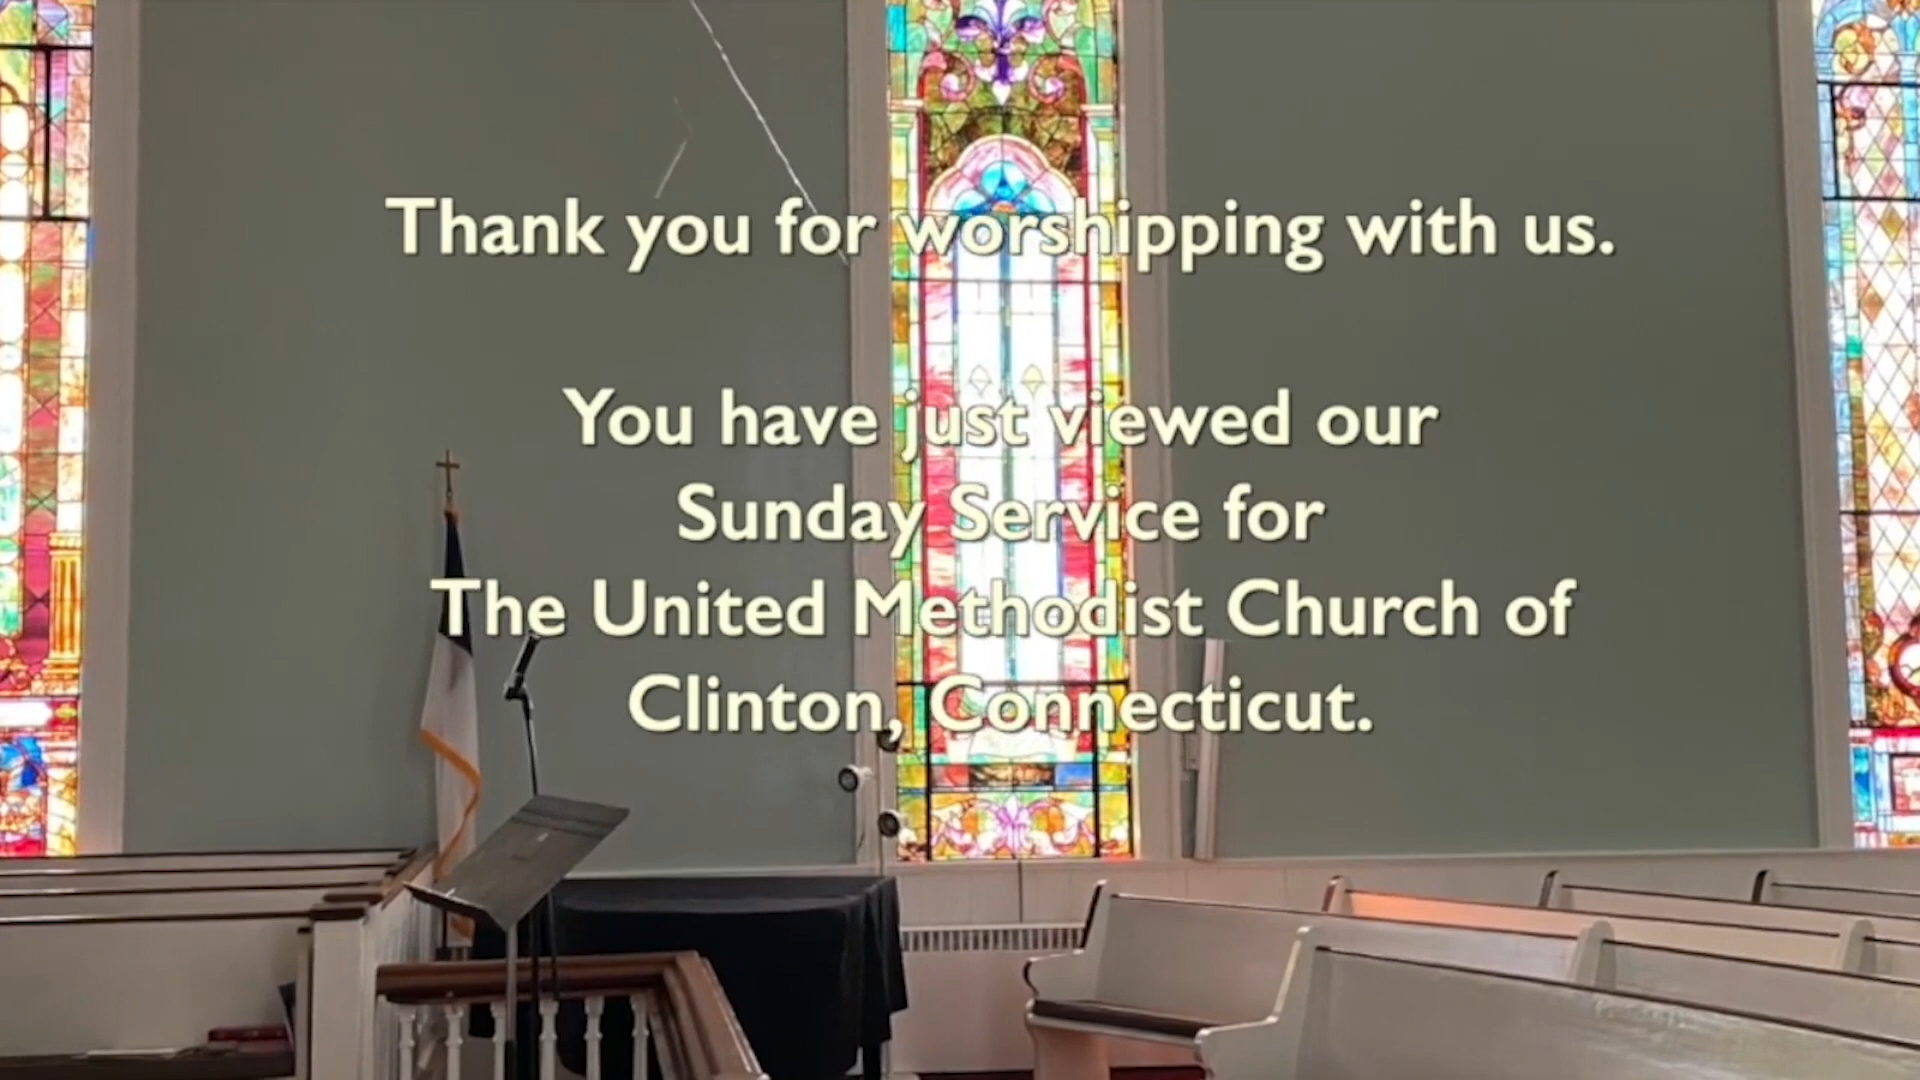 Thank you for worshipping with us.
You have just viewed our
Sunday Service for
The United Methodist Church of
Clinton, Connecticut.